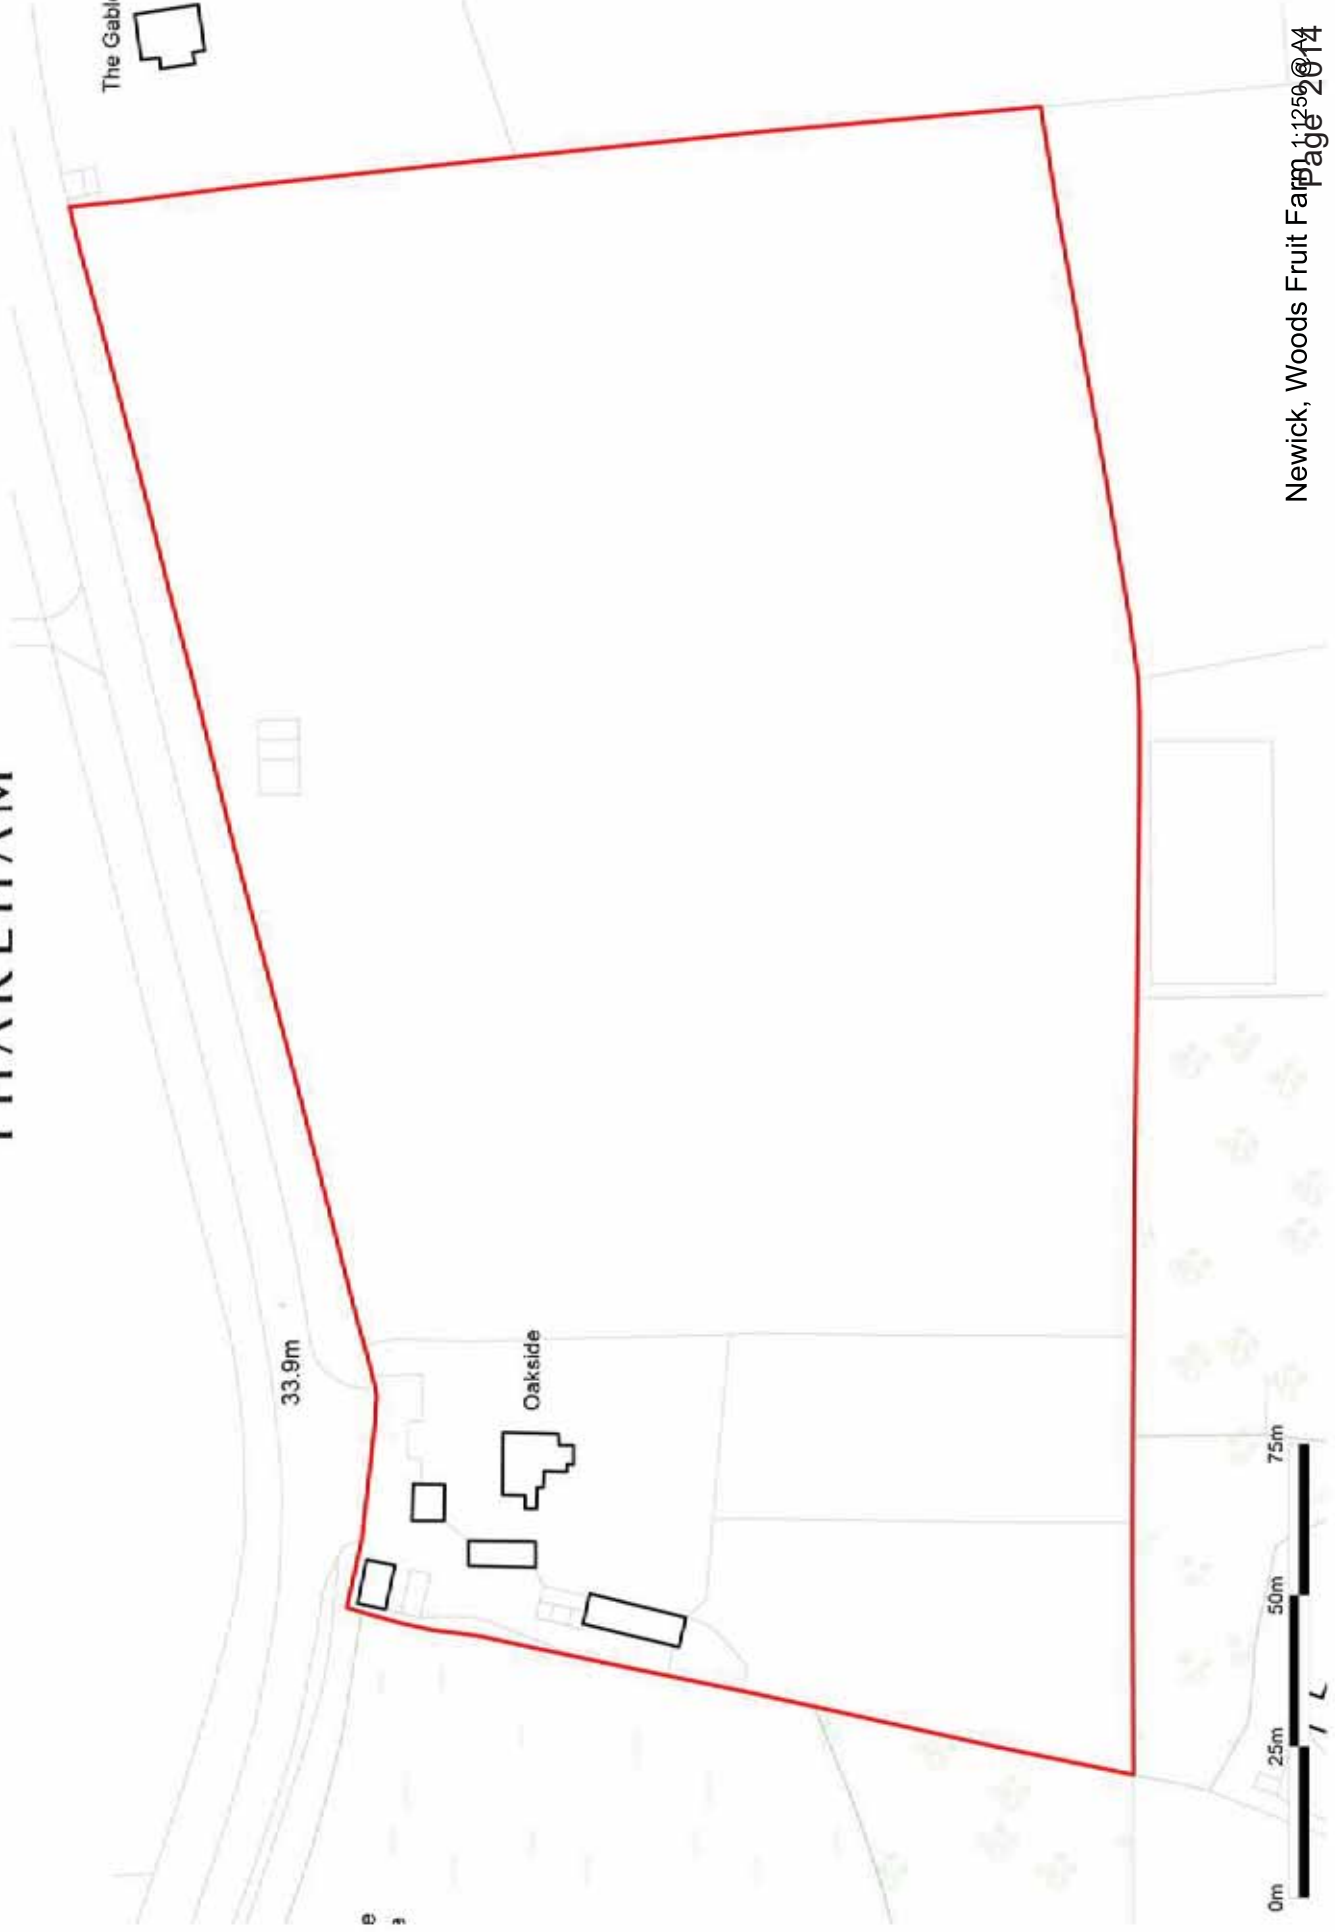 The Gabl
33.9m
Oakside
0m 25m 50m 75m
Newick, Woods Fruit Farm 1:1250 @A4
Page 2014